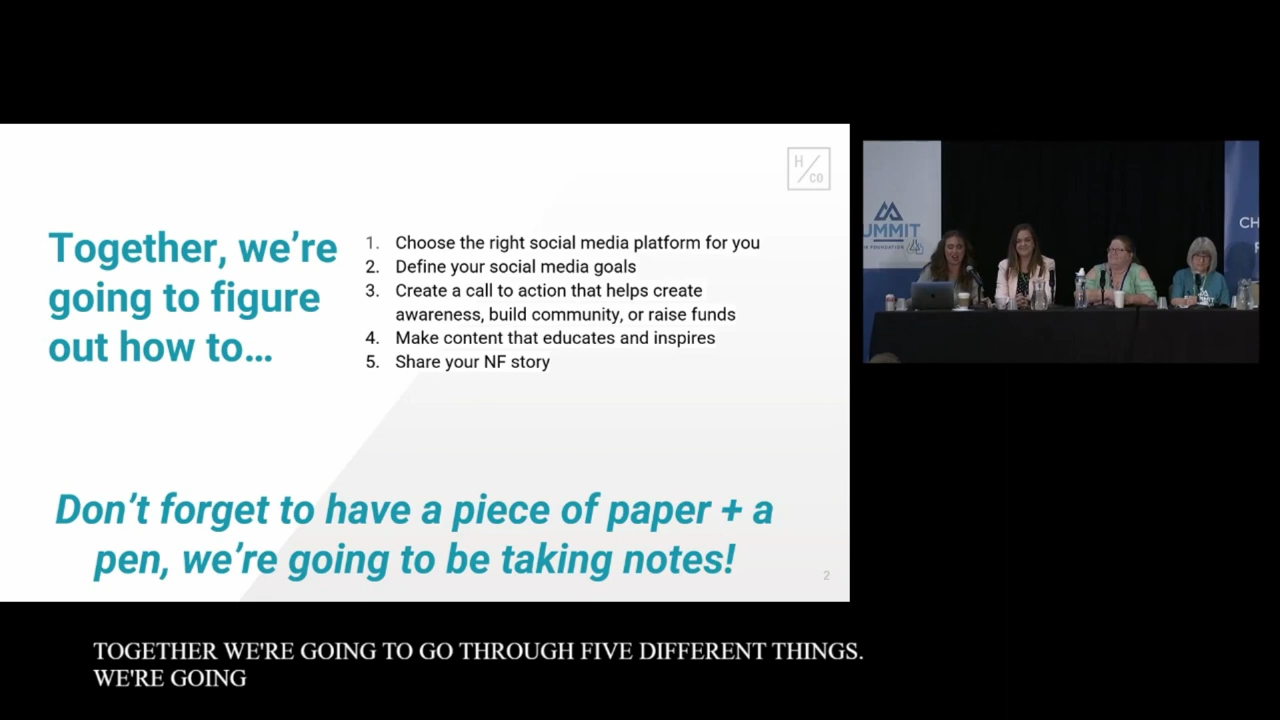 H
CO
Together, we’re
going to figure
out how to…
1. Choose the right social media platform for you
2. Define your social media goals
3. Create a call to action that helps create
awareness, build community, or raise funds
4. Make content that educates and inspires
5. Share your NF story
Don’t forget to have a piece of paper + a
pen, we’re going to be taking notes!
2
UMMIT
FOUNDATION
CH
SUMMIT
TOGETHER WE'RE GOING TO GO THROUGH FIVE DIFFERENT THINGS.
WE'RE GOING